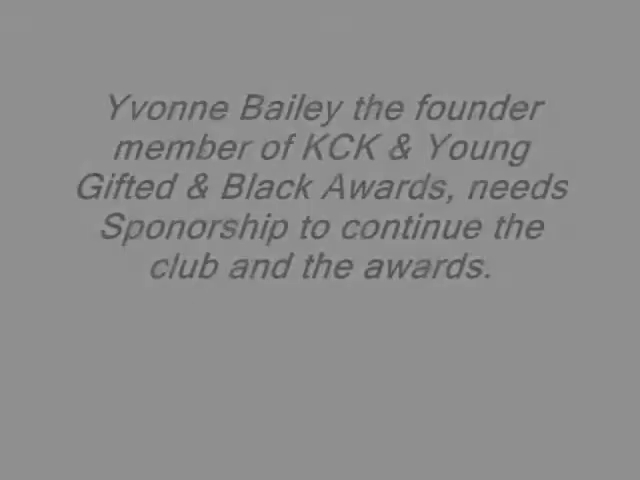 Yvonne Bailey the founder
member of KCK & Young
Gifted & Black Awards, needs
Sponorship to continue the
club and the awards.